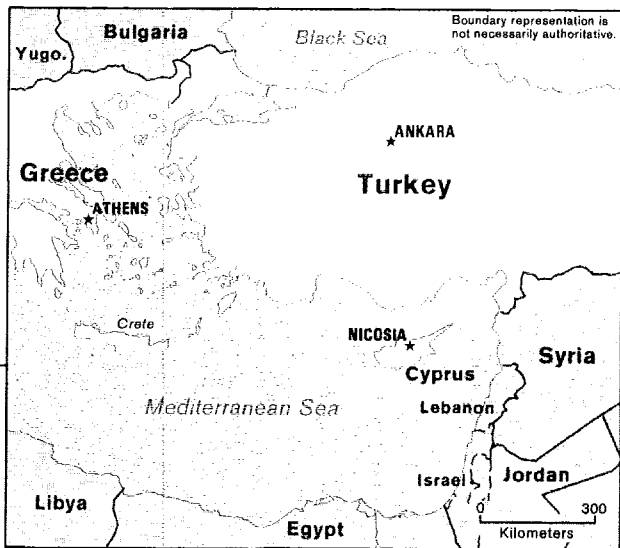 Boundary representation is
not necessarily authoritative.
Bulgaria
Black Sea
Yugo.
ANKARA
Greece
Turkey
ATHENS
Crete
NICOSIA
Syria
Cyprus
Mediterranean Sea
Lebanon
Israel
Jordan
Libya
Egypt
0 300
Kilometers